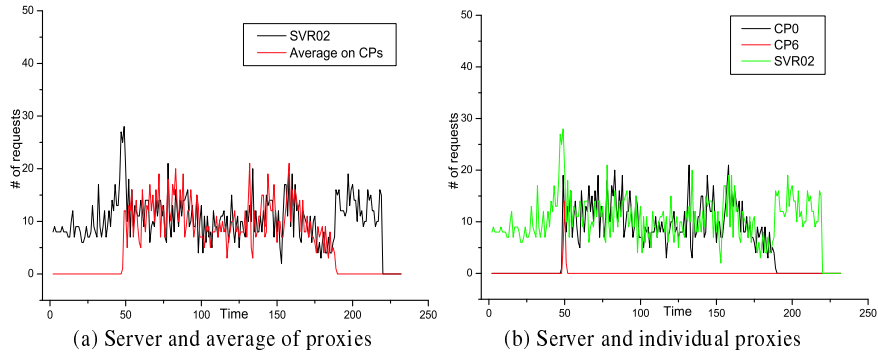 50
40
30
20
10
0
# of requests
SVR02
Average on CPs
0
50
100
150
200
250
Time
(a) Server and average of proxies
50
40
30
20
10
0
# of requests
CP0
CP6
SVR02
0
50
100
150
200
250
Time
(b) Server and individual proxies